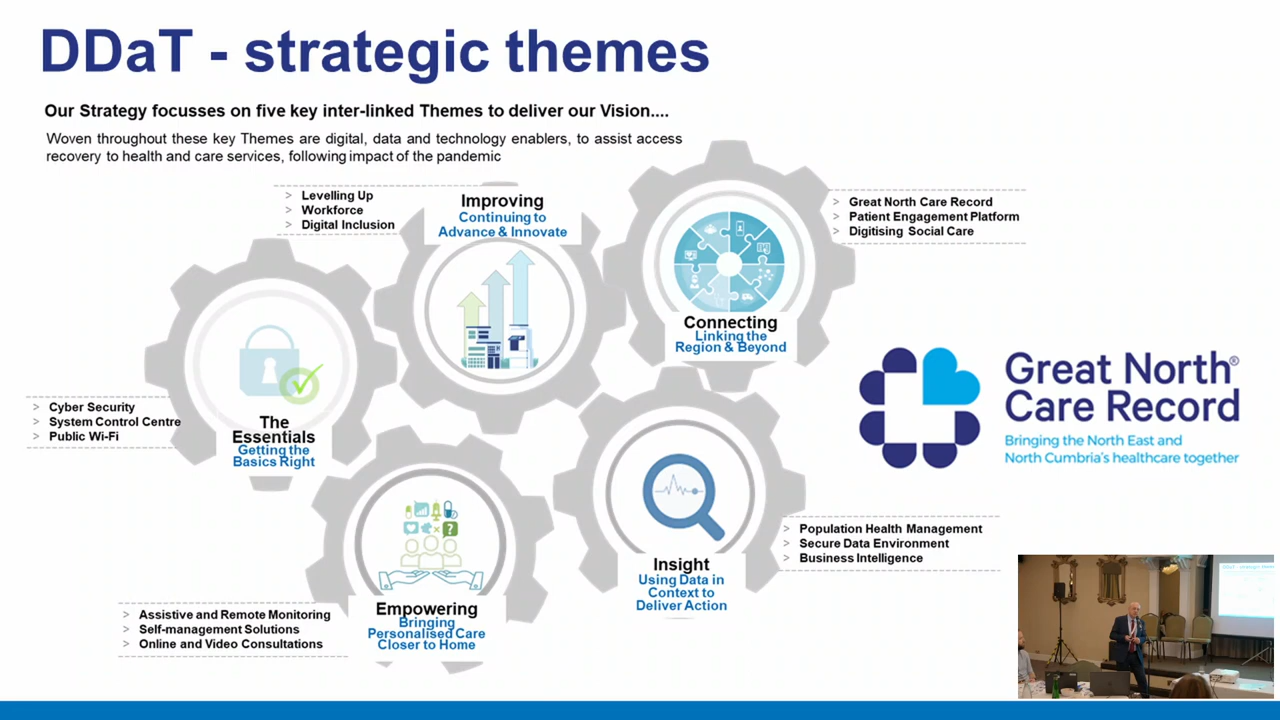 DDaT - strategic themes
Our Strategy focusses on five key inter-linked Themes to deliver our Vision....
Woven throughout these key Themes are digital, data and technology enablers, to assist access
recovery to health and care services, following impact of the pandemic
> Levelling Up
> Workforce
> Digital Inclusion
Improving
Continuing to
Advance & Innovate
> Great North Care Record
> Patient Engagement Platform
> Digitising Social Care
Connecting
Linking the
Region & Beyond
Great North®
Care Record
Bringing the North East and
North Cumbria's healthcare together
> Cyber Security
> System Control Centre
> Public Wi-Fi
The
Essentials
Getting the
Basics Right
> Population Health Management
> Secure Data Environment
> Business Intelligence
Insight
Using Data in
Context to
Deliver Action
> Assistive and Remote Monitoring
> Self-management Solutions
> Online and Video Consultations
?
Empowering
Bringing
Personalised Care
Closer to Home
DDaT - strategic themes